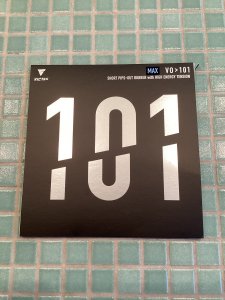 VICTAS
MAX VO>101
SHORT PIPS-OUT RUBBER with HIGH ENERGY TENSION
101